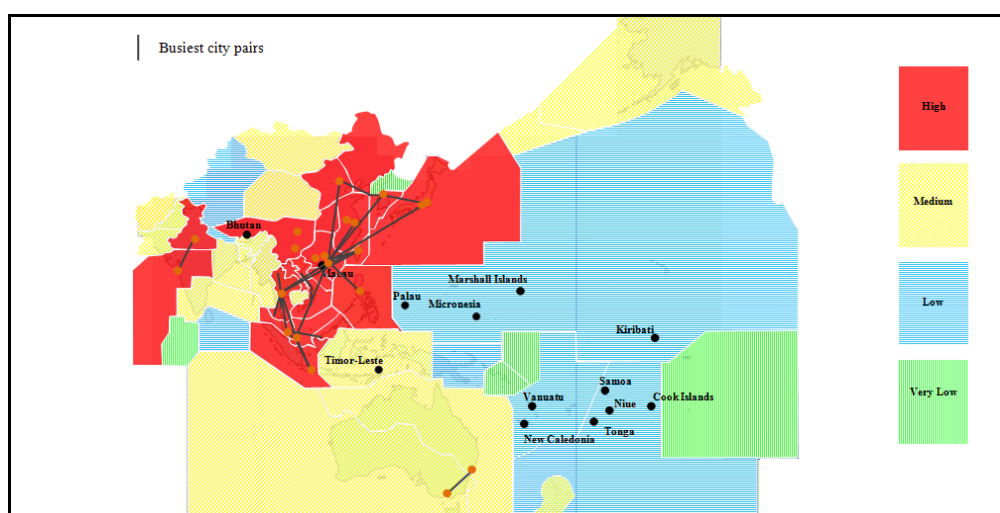 Busiest city pairs
High
Medium
Bhutan
Macau
Low
Marshall Islands
Palau
Micronesia
Kiribati
Timor-Leste
Samoa
Very Low
Vanuatu
Niue
Cook Islands
New Caledonia
Tonga